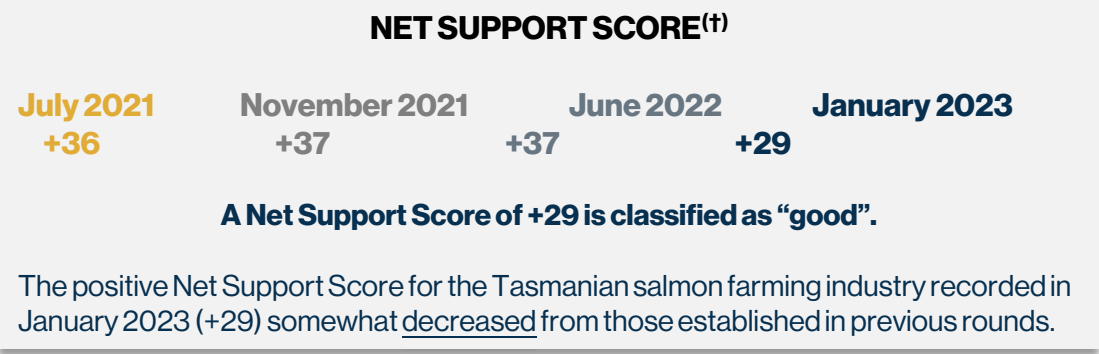 NET SUPPORT SCORE(†)
July 2021 November 2021 June 2022 January 2023
+36 +37 +37 +29
A Net Support Score of +29 is classified as “good”.
The positive Net Support Score for the Tasmanian salmon farming industry recorded in
January 2023 (+29) somewhat decreased from those established in previous rounds.